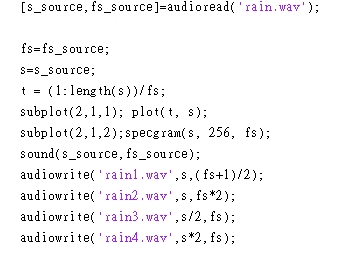 [s_source,fs_source]=audioread('rain.wav');
fs=fs_source;
s=s_source;
t = (1:length(s))/fs;
subplot(2,1,1); plot(t, s);
subplot(2,1,2);specgram(s, 256, fs);
sound(s_source,fs_source);
audiowrite('rain1.wav',s,(fs+1)/2);
audiowrite('rain2.wav',s,fs*2);
audiowrite('rain3.wav',s/2,fs);
audiowrite('rain4.wav',s*2,fs);